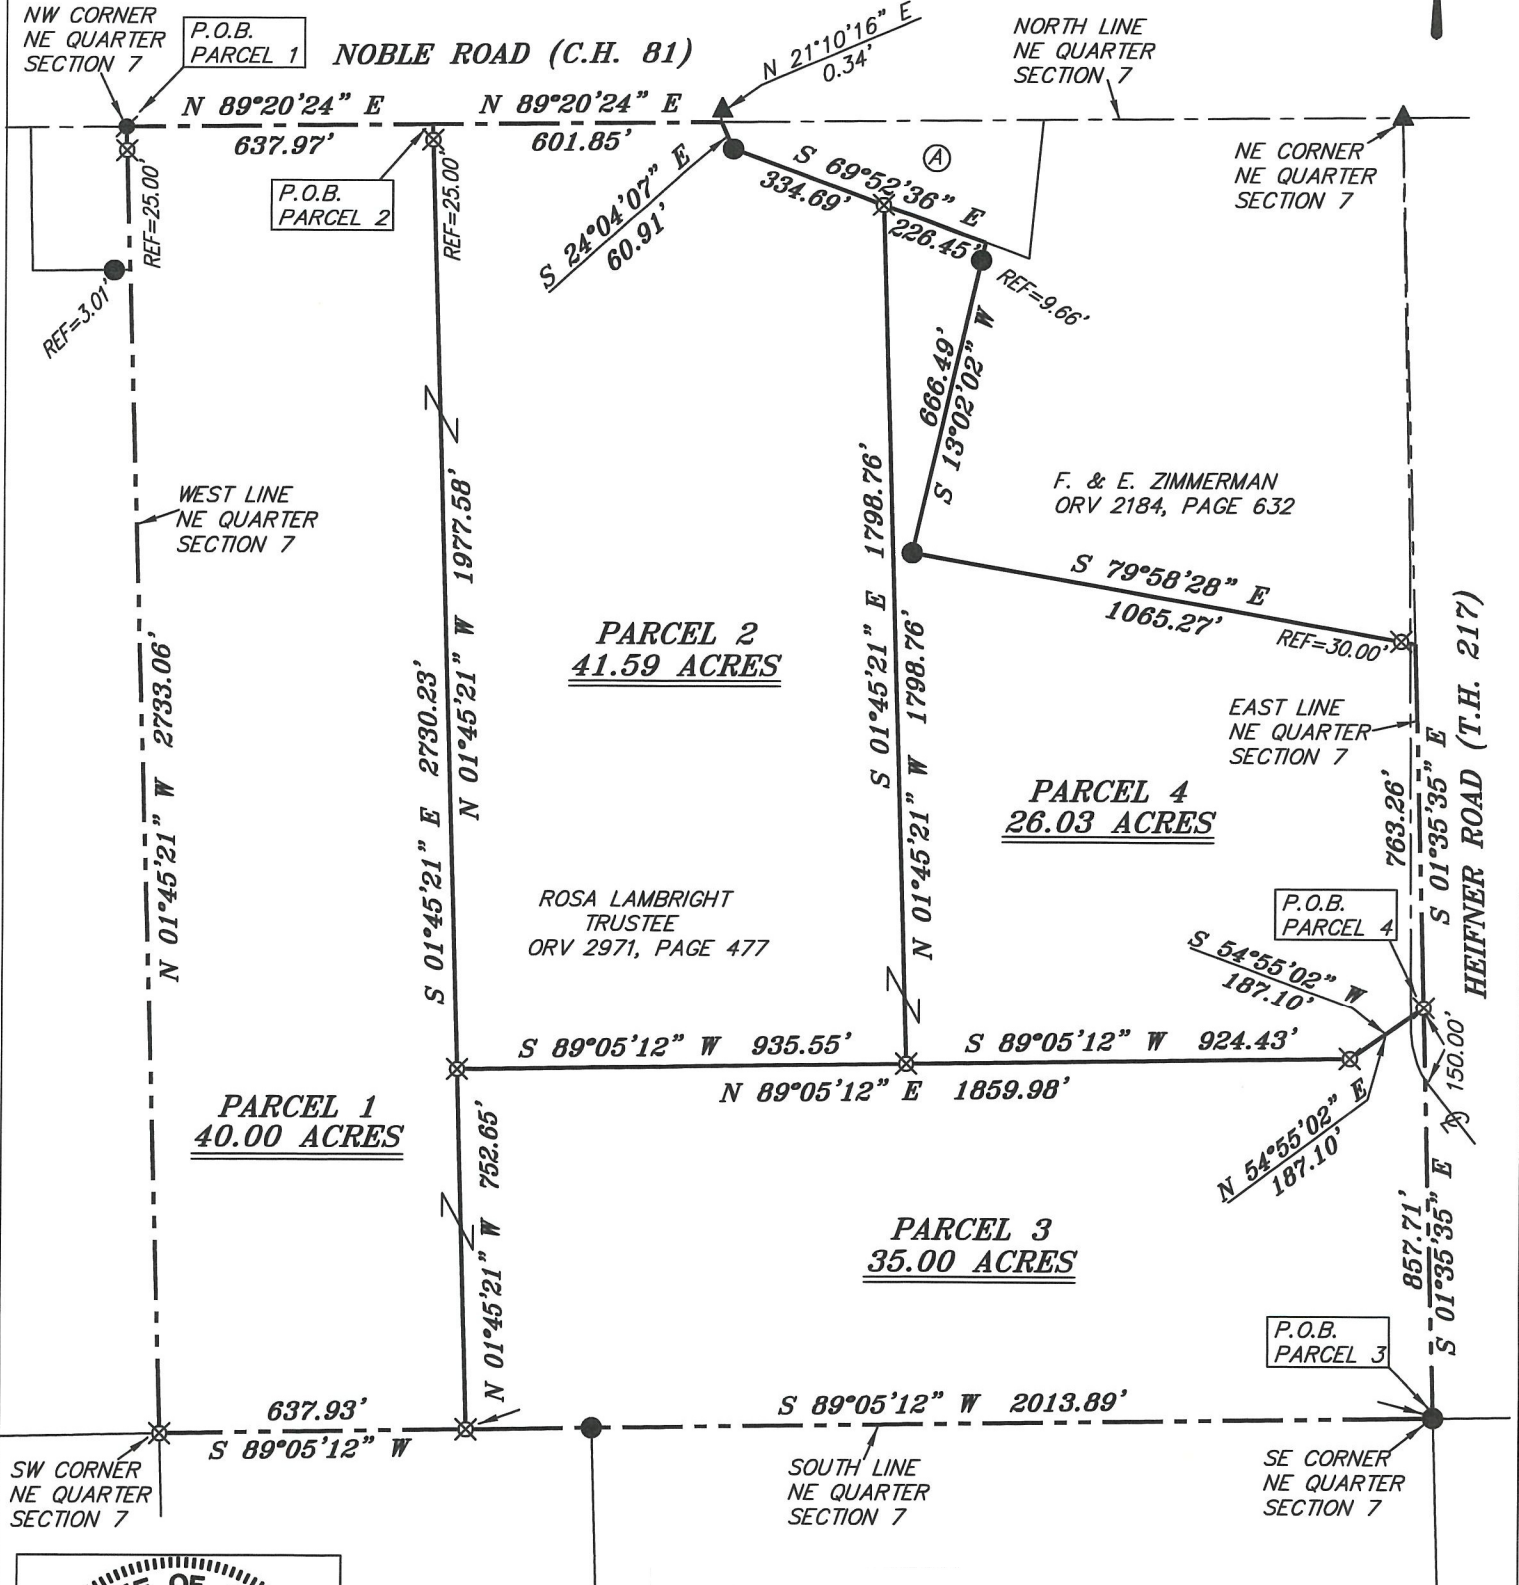 NW CORNER
NE QUARTER
SECTION 7
P.O.B.
PARCEL 1
NOBLE ROAD (C.H. 81)
N 21°10'16" E
0.34'
NORTH LINE
NE QUARTER
SECTION 7
N 89°20'24" E
637.97'
N 89°20'24" E
601.85'
NE CORNER
NE QUARTER
SECTION 7
P.O.B.
PARCEL 2
REF=25.00'
REF=25.00'
REF=3.01'
S 24°04'07" E
60.91'
S 69°52'36" E
334.69'
226.45'
A
REF=9.66'
666.49'
S 13°02'02" W
WEST LINE
NE QUARTER
SECTION 7
F. & E. ZIMMERMAN
ORV 2184, PAGE 632
S 79°58'28" E
1065.27'
REF=30.00'
N 01°45'21" W 2733.06'
S 01°45'21" E 2730.23'
N 01°45'21" W 1977.58'
PARCEL 2
41.59 ACRES
S 01°45'21" E 1798.76'
N 01°45'21" W 1798.76'
EAST LINE
NE QUARTER
SECTION 7
HEIFNER ROAD (T.H. 217)
763.26'
S 01°35'35" E
PARCEL 4
26.03 ACRES
ROSA LAMBRIGHT
TRUSTEE
ORV 2971, PAGE 477
P.O.B.
PARCEL 4
S 54°55'02" W
187.10'
S 89°05'12" W 935.55'
S 89°05'12" W 924.43'
N 89°05'12" E 1859.98'
N 54°55'02" E
187.10'
150.00'
PARCEL 1
40.00 ACRES
N 01°45'21" W 752.65'
PARCEL 3
35.00 ACRES
857.71'
S 01°35'35" E
P.O.B.
PARCEL 3
637.93'
S 89°05'12" W
S 89°05'12" W 2013.89'
SW CORNER
NE QUARTER
SECTION 7
SOUTH LINE
NE QUARTER
SECTION 7
SE CORNER
NE QUARTER
SECTION 7
OF